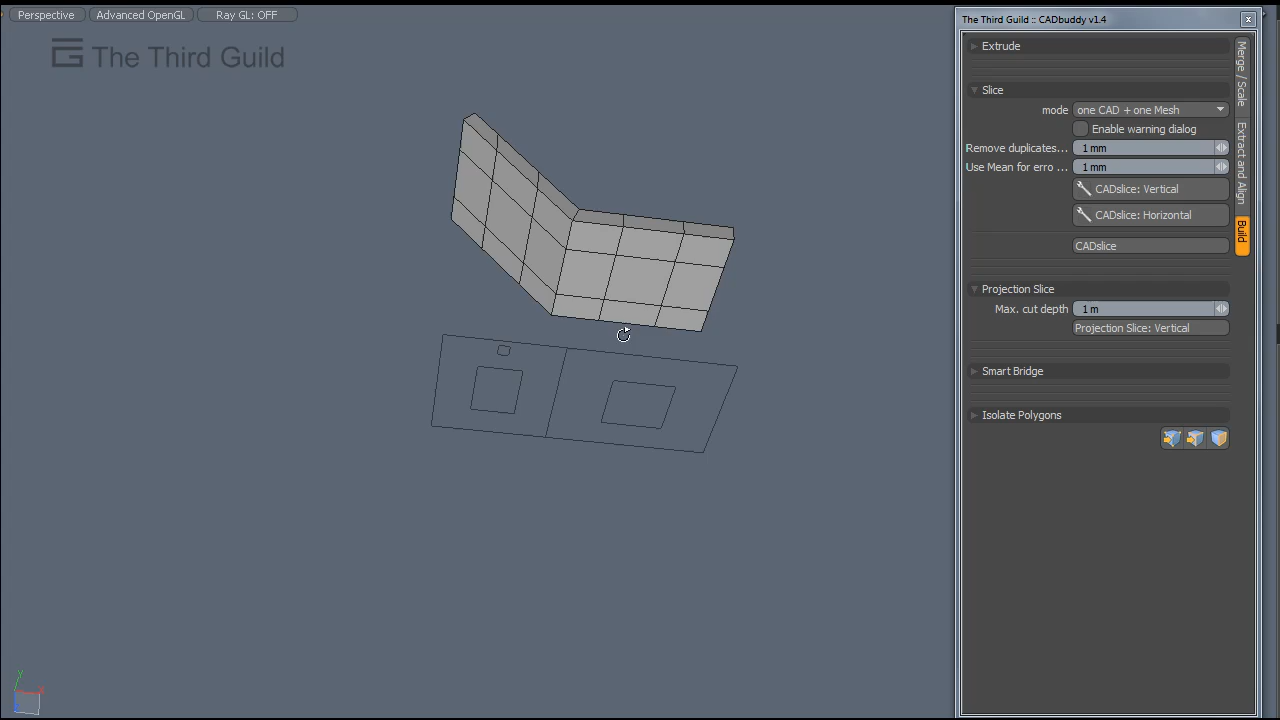 Perspective
Advanced OpenGL
Ray GL: OFF
The Third Guild
The Third Guild :: CADbuddy v1.4
Extrude
Slice
mode
one CAD + one Mesh
Enable warning dialog
Remove duplicates...
1 mm
Use Mean for erro ...
1 mm
CADslice: Vertical
CADslice: Horizontal
CADslice
Projection Slice
Max. cut depth
1 m
Projection Slice: Vertical
Smart Bridge
Isolate Polygons
Merge / Scale
Extract and Align
Build
Y
X